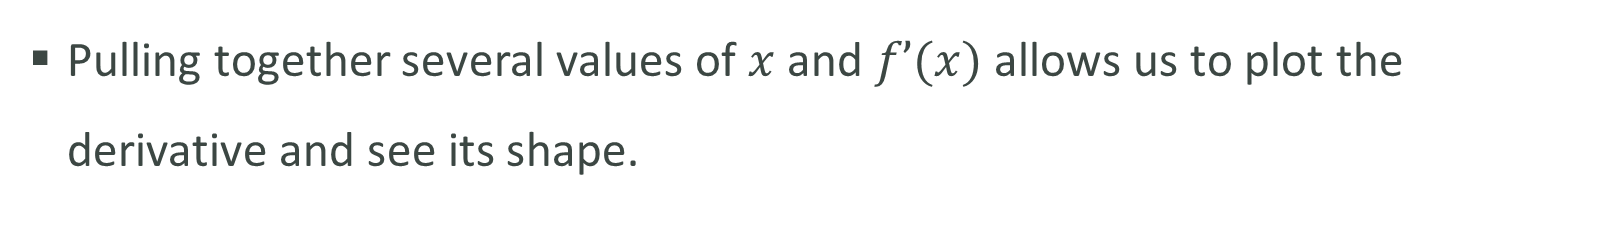 ▪ Pulling together several values of 𝑥 and 𝑓’(𝑥) allows us to plot the
derivative and see its shape.